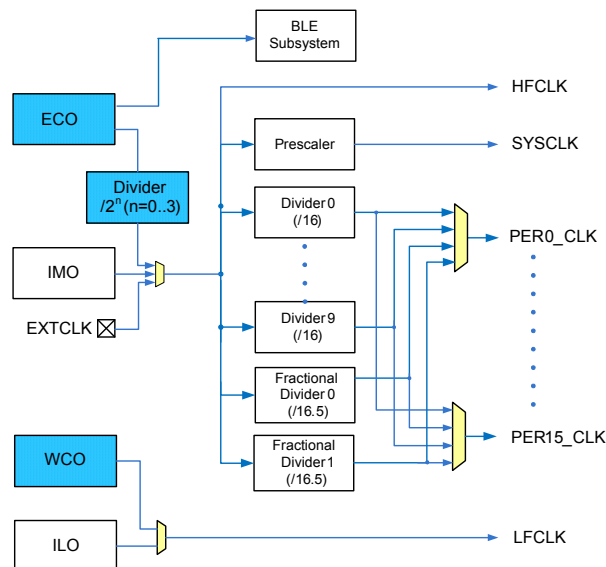 BLE
Subsystem
ECO
HFCLK
Prescaler
SYSCLK
Divider
/2ⁿ(n=0..3)
Divider 0
(/16)
PER0_CLK
IMO
EXTCLK
Divider 9
(/16)
Fractional
Divider 0
(/16.5)
Fractional
Divider 1
(/16.5)
PER15_CLK
WCO
ILO
LFCLK